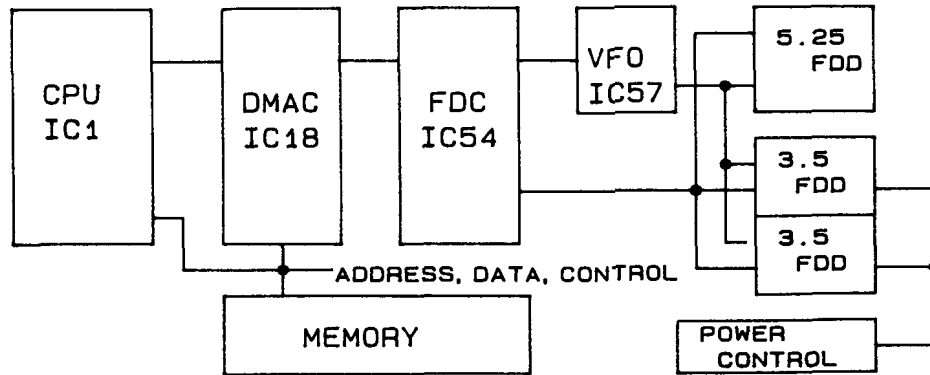 CPU
IC1
DMAC
IC18
FDC
IC54
VFO
IC57
5.25
FDD
3.5
FDD
3.5
FDD
ADDRESS, DATA, CONTROL
MEMORY
POWER
CONTROL